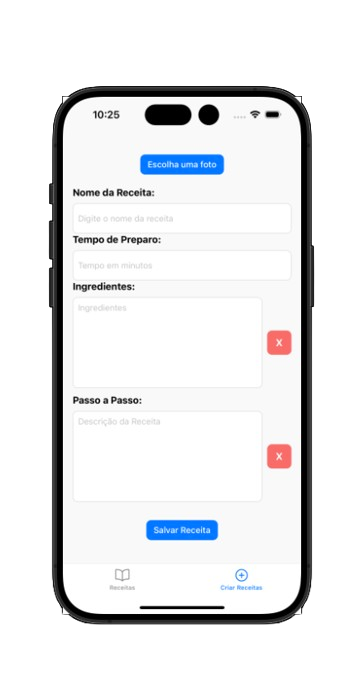 10:25
Escolha uma foto
Nome da Receita:
Digite o nome da receita
Tempo de Preparo:
Tempo em minutos
Ingredientes:
Ingredientes
X
Passo a Passo:
Descrição da Receita
X
Salvar Receita
Receitas
Criar Receitas